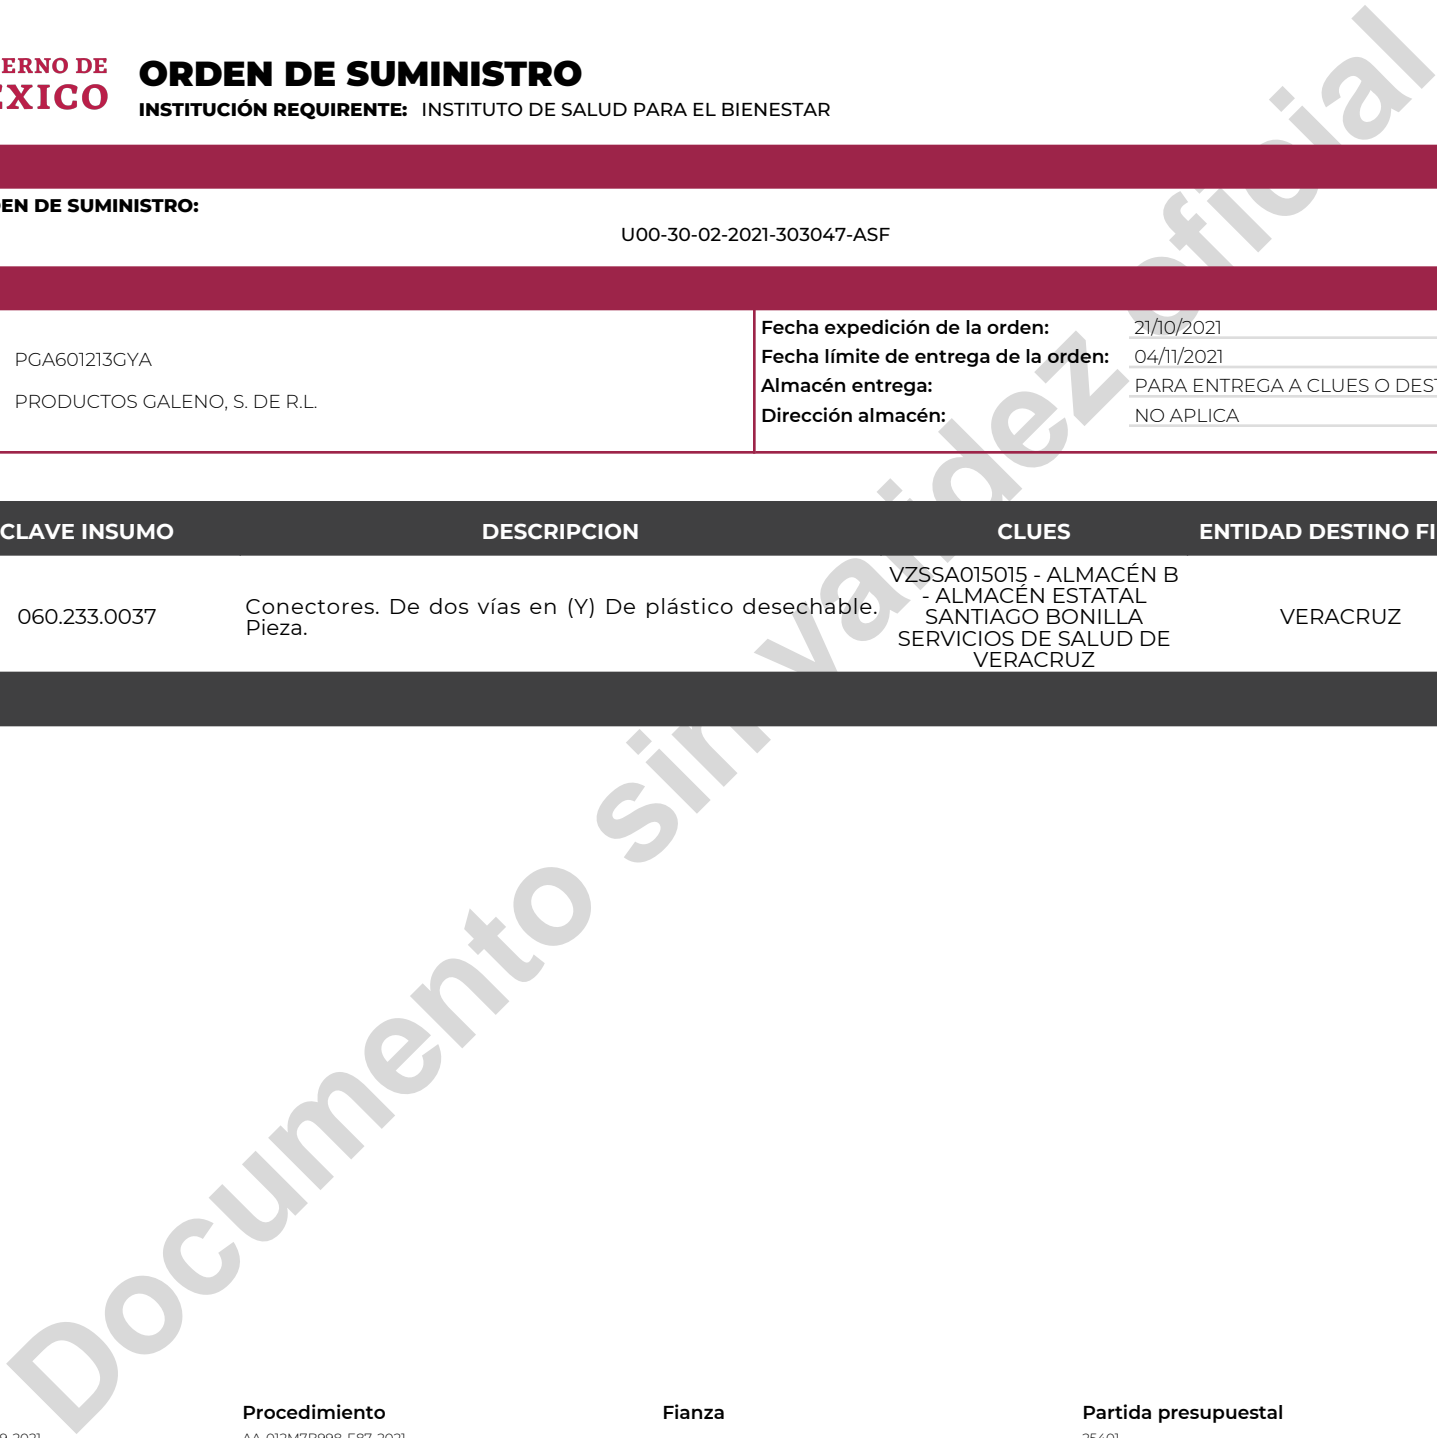 ERNO DE
EXICO
ORDEN DE SUMINISTRO
INSTITUCIÓN REQUIRENTE: INSTITUTO DE SALUD PARA EL BIENESTAR
EN DE SUMINISTRO:
U00-30-02-2021-303047-ASF
PGA601213GYA
PRODUCTOS GALENO, S. DE R.L.
Fecha expedición de la orden: 21/10/2021
Fecha límite de entrega de la orden: 04/11/2021
Almacén entrega: PARA ENTREGA A CLUES O DEST
Dirección almacén: NO APLICA
CLAVE INSUMO DESCRIPCION CLUES ENTIDAD DESTINO FI
060.233.0037
Conectores. De dos vías en (Y) De plástico desechable.
Pieza.
VZSSA015015 - ALMACÉN B
- ALMACÉN ESTATAL
SANTIAGO BONILLA
SERVICIOS DE SALUD DE
VERACRUZ
VERACRUZ
Documento sin validez oficial
Procedimiento Fianza Partida presupuestal